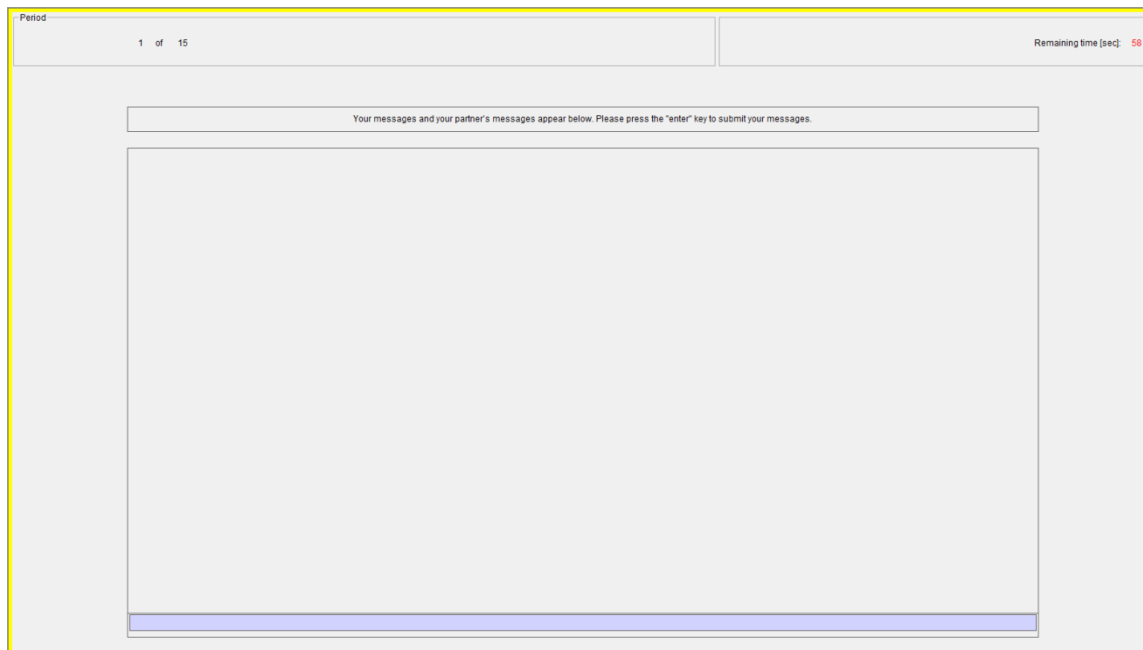 Period
1 of 15
Remaining time [sec]: 58
Your messages and your partner's messages appear below. Please press the "enter" key to submit your messages.